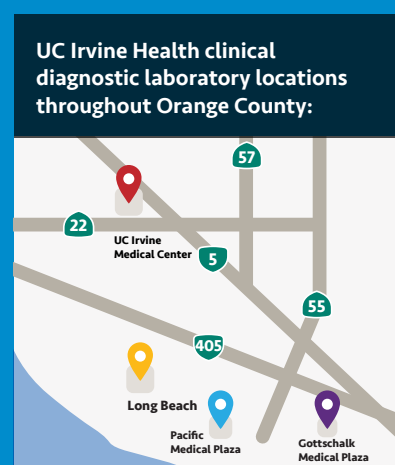 UC Irvine Health clinical
diagnostic laboratory locations
throughout Orange County:
57
22
UC Irvine
Medical Center
5
55
405
Long Beach
Pacific
Medical Plaza
Gottschalk
Medical Plaza